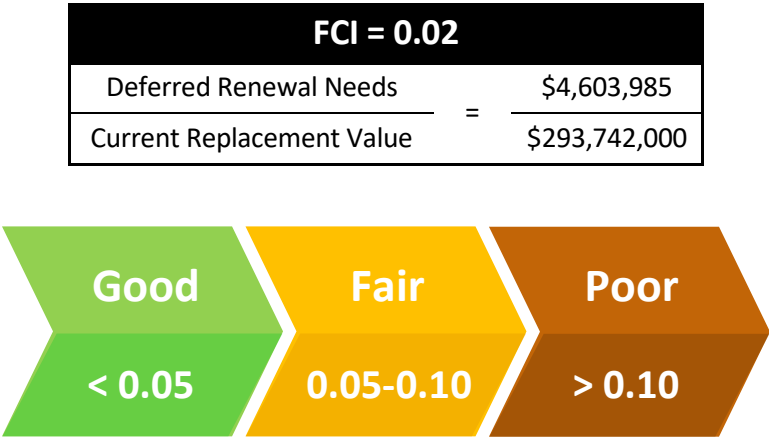 FCI = 0.02
Deferred Renewal Needs
Current Replacement Value
=
$4,603,985
$293,742,000
Good
< 0.05
Fair
0.05-0.10
Poor
> 0.10